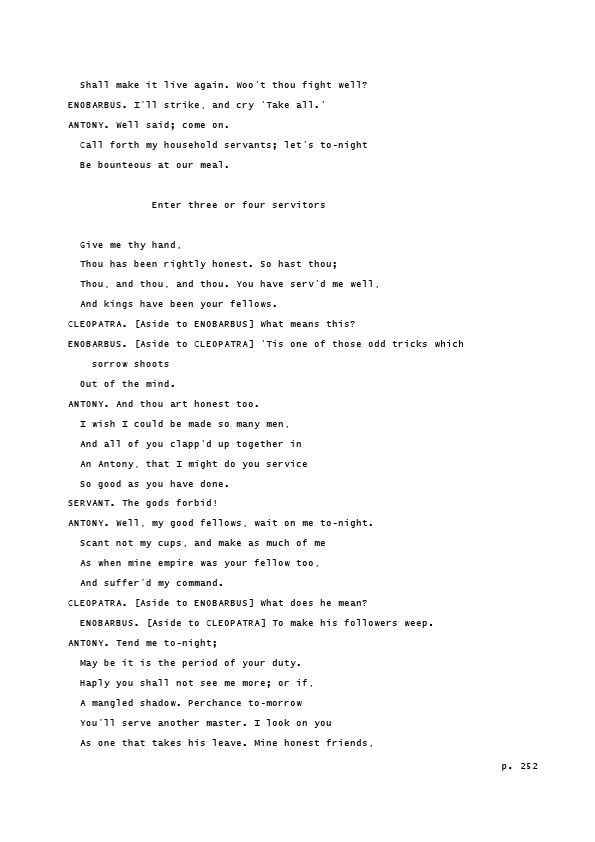 Shall make it live again. Woo't thou fight well?
ENOBARBUS. I'll strike, and cry 'Take all.'
ANTONY. Well said; come on.
Call forth my household servants; let's to-night
Be bounteous at our meal.
Enter three or four servitors
Give me thy hand,
Thou has been rightly honest. So hast thou;
Thou, and thou, and thou. You have serv'd me well,
And kings have been your fellows.
CLEOPATRA. [Aside to ENOBARBUS] What means this?
ENOBARBUS. [Aside to CLEOPATRA] 'Tis one of those odd tricks which
sorrow shoots
Out of the mind.
ANTONY. And thou art honest too.
I wish I could be made so many men,
And all of you clapp'd up together in
An Antony, that I might do you service
So good as you have done.
SERVANT. The gods forbid!
ANTONY. Well, my good fellows, wait on me to-night.
Scant not my cups, and make as much of me
As when mine empire was your fellow too,
And suffer'd my command.
CLEOPATRA. [Aside to ENOBARBUS] What does he mean?
ENOBARBUS. [Aside to CLEOPATRA] To make his followers weep.
ANTONY. Tend me to-night;
May be it is the period of your duty.
Haply you shall not see me more; or if,
A mangled shadow. Perchance to-morrow
You'll serve another master. I look on you
As one that takes his leave. Mine honest friends,
p. 252